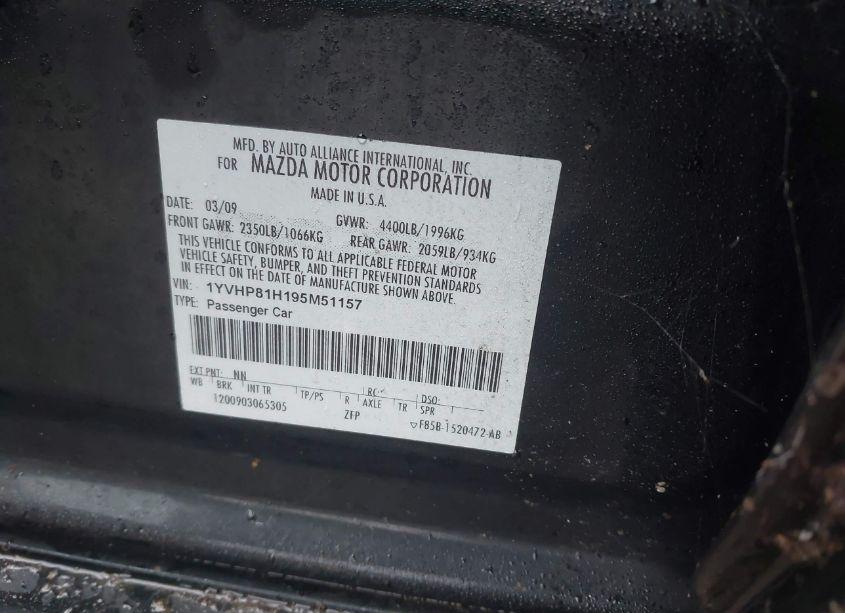 MFD. BY AUTO ALLIANCE INTERNATIONAL, INC.
FOR MAZDA MOTOR CORPORATION
MADE IN U.S.A.
DATE: 03/09 GVWR: 4400LB/1996KG
FRONT GAWR: 2350LB/1066KG REAR GAWR: 2059LB/934KG
THIS VEHICLE CONFORMS TO ALL APPLICABLE FEDERAL MOTOR
VEHICLE SAFETY, BUMPER, AND THEFT PREVENTION STANDARDS
IN EFFECT ON THE DATE OF MANUFACTURE SHOWN ABOVE.
VIN: 1YVHP81H195M51157
TYPE: Passenger Car
EXT PNT: NN RC: DSO:
WB BRK INT TR TP/PS R AXLE TR SPR
1200903065305 ZFP ▽F85B-1520472-AB